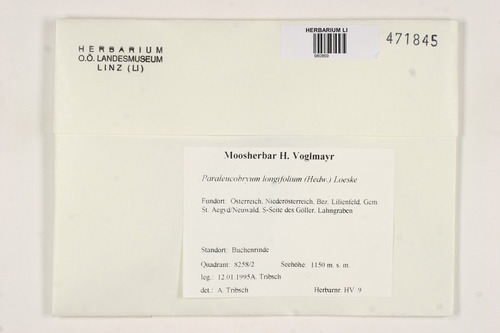 HERBARIUM
O.Ö. LANDESMUSEUM
LINZ (LI)
HERBARIUM LI
980869
471845
Moosherbar H. Voglmayr
Paraleucobryum longifolium (Hedw.) Loeske
Fundort: Österreich, Niederösterreich, Bez. Lilienfeld, Gem.
St. Aegyd/Neuwald, S-Seite des Göller, Lahngraben
Standort: Buchenrinde
Quadrant: 8258/2 Seehöhe: 1150 m. s. m.
leg.: 12.01.1995A. Tribsch
det.: A. Tribsch Herbarnr. HV 9